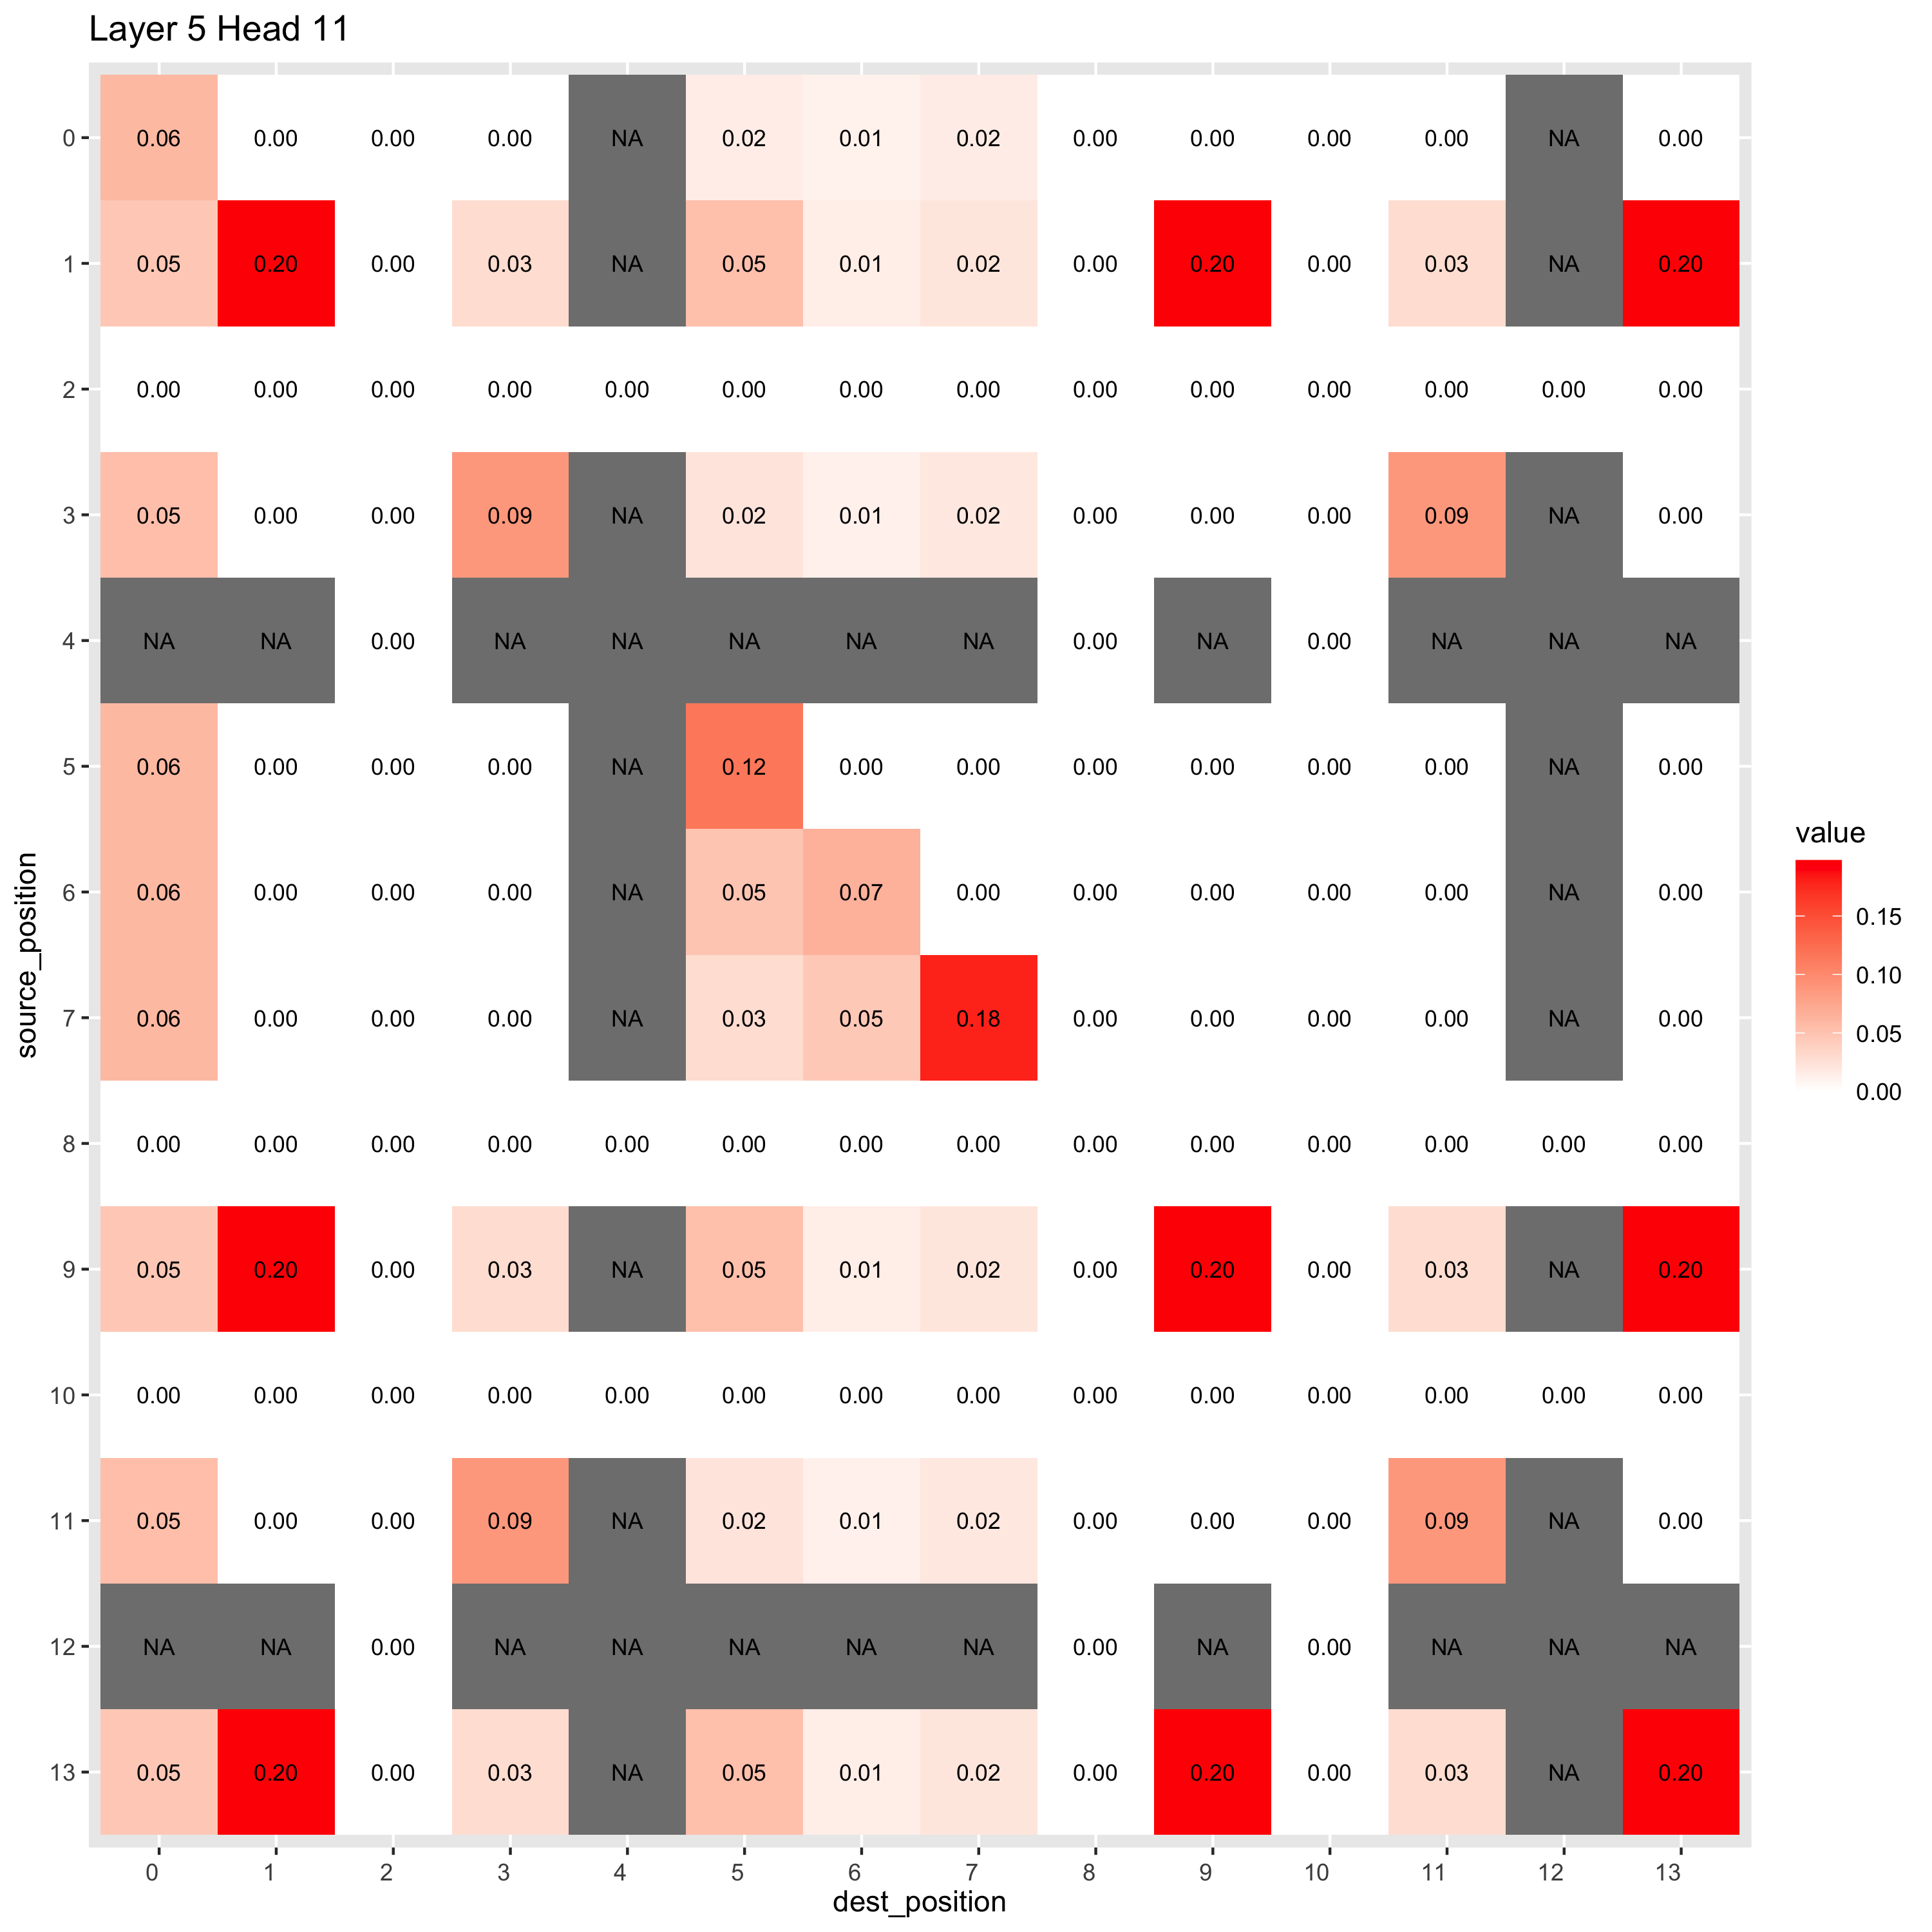 Layer 5 Head 11
0 0.06 0.00 0.00 0.00 NA 0.02 0.01 0.02 0.00 0.00 0.00 0.00 NA 0.00
1 0.05 0.20 0.00 0.03 NA 0.05 0.01 0.02 0.00 0.20 0.00 0.03 NA 0.20
2 0.00 0.00 0.00 0.00 0.00 0.00 0.00 0.00 0.00 0.00 0.00 0.00 0.00 0.00
3 0.05 0.00 0.00 0.09 NA 0.02 0.01 0.02 0.00 0.00 0.00 0.09 NA 0.00
4 NA NA 0.00 NA NA NA NA NA 0.00 NA 0.00 NA NA NA
5 0.06 0.00 0.00 0.00 NA 0.12 0.00 0.00 0.00 0.00 0.00 0.00 NA 0.00
6 0.06 0.00 0.00 0.00 NA 0.05 0.07 0.00 0.00 0.00 0.00 0.00 NA 0.00
7 0.06 0.00 0.00 0.00 NA 0.03 0.05 0.18 0.00 0.00 0.00 0.00 NA 0.00
8 0.00 0.00 0.00 0.00 0.00 0.00 0.00 0.00 0.00 0.00 0.00 0.00 0.00 0.00
9 0.05 0.20 0.00 0.03 NA 0.05 0.01 0.02 0.00 0.20 0.00 0.03 NA 0.20
10 0.00 0.00 0.00 0.00 0.00 0.00 0.00 0.00 0.00 0.00 0.00 0.00 0.00 0.00
11 0.05 0.00 0.00 0.09 NA 0.02 0.01 0.02 0.00 0.00 0.00 0.09 NA 0.00
12 NA NA 0.00 NA NA NA NA NA 0.00 NA 0.00 NA NA NA
13 0.05 0.20 0.00 0.03 NA 0.05 0.01 0.02 0.00 0.20 0.00 0.03 NA 0.20
0 1 2 3 4 5 6 7 8 9 10 11 12 13
dest_position
source_position
value
0.15
0.10
0.05
0.00